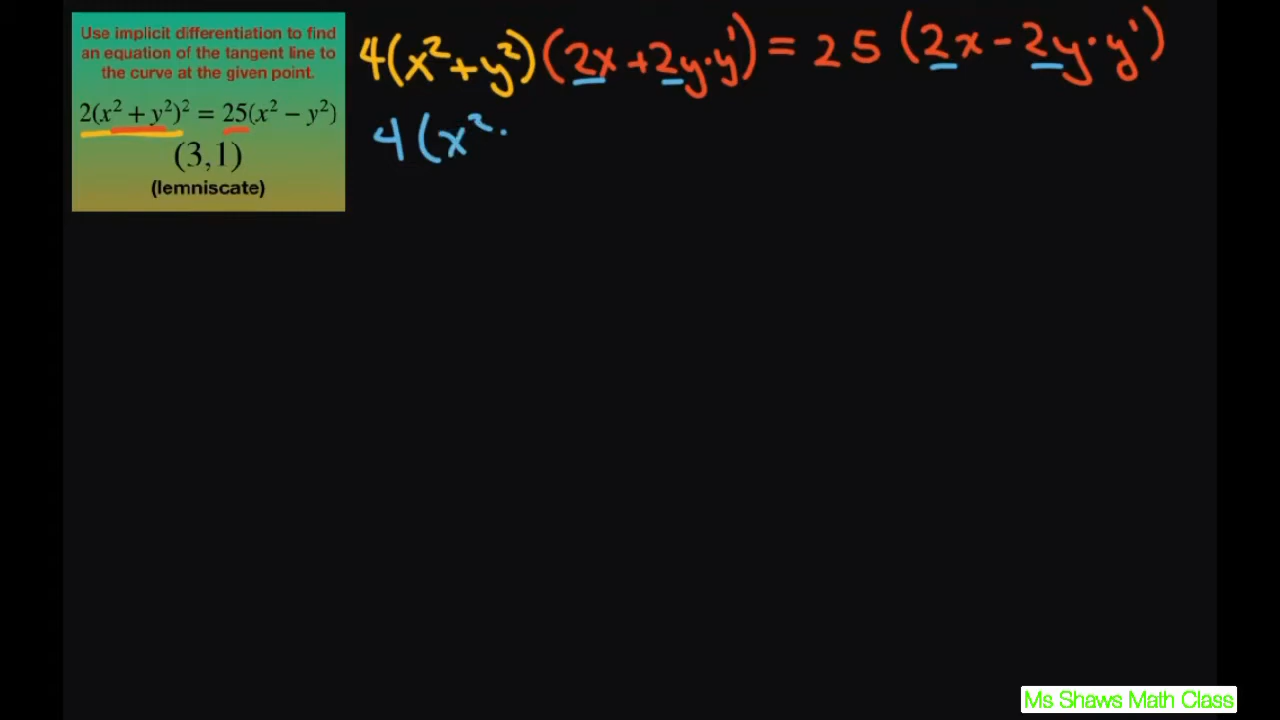 Use implicit differentiation to find
an equation of the tangent line to
the curve at the given point.
2(x² + y²)² = 25(x² − y²)
(3,1)
(lemniscate)
4(x²+y²)(2x+2y·y') = 25(2x−2y·y')
4(x²·
Ms Shaws Math Class